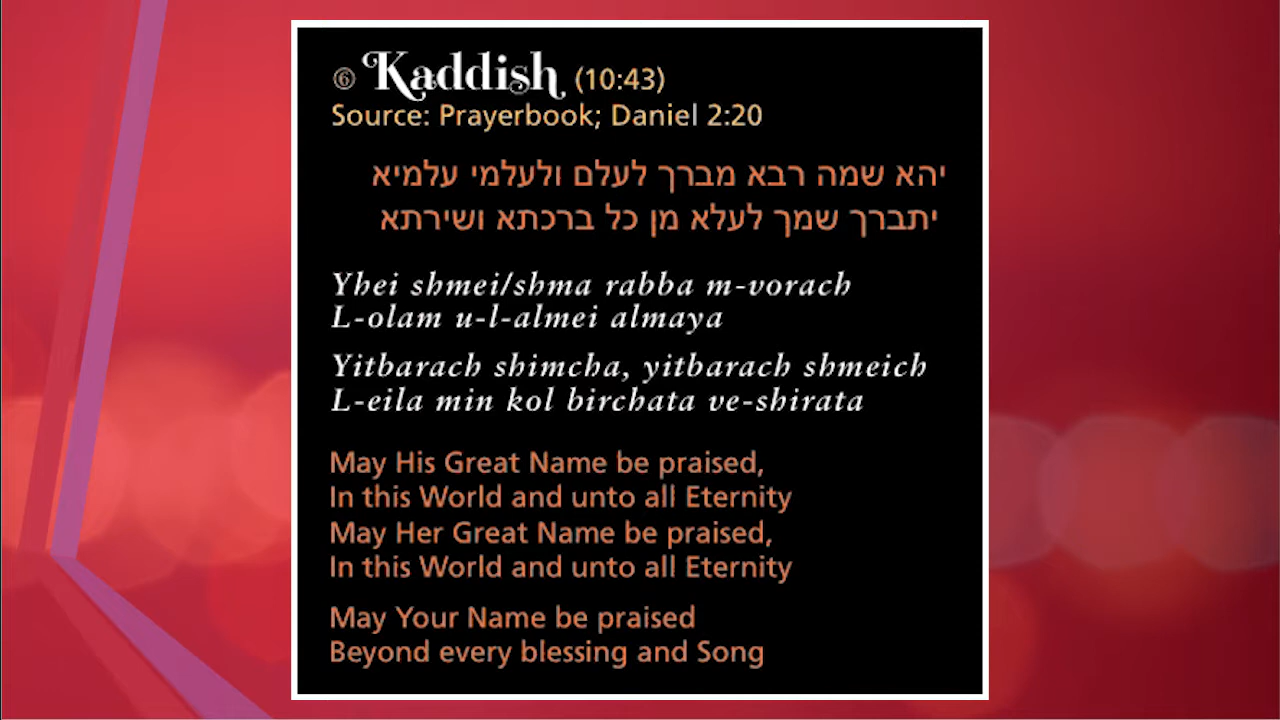 ⑥ Kaddish (10:43)
Source: Prayerbook; Daniel 2:20
יהא שמה רבא מברך לעלם ולעלמי עלמיא
יתברך שמך לעלא מן כל ברכתא ושירתא
Yhei shmei/shma rabba m-vorach
L-olam u-l-almei almaya
Yitbarach shimcha, yitbarach shmeich
L-eila min kol birchata ve-shirata
May His Great Name be praised,
In this World and unto all Eternity
May Her Great Name be praised,
In this World and unto all Eternity
May Your Name be praised
Beyond every blessing and Song